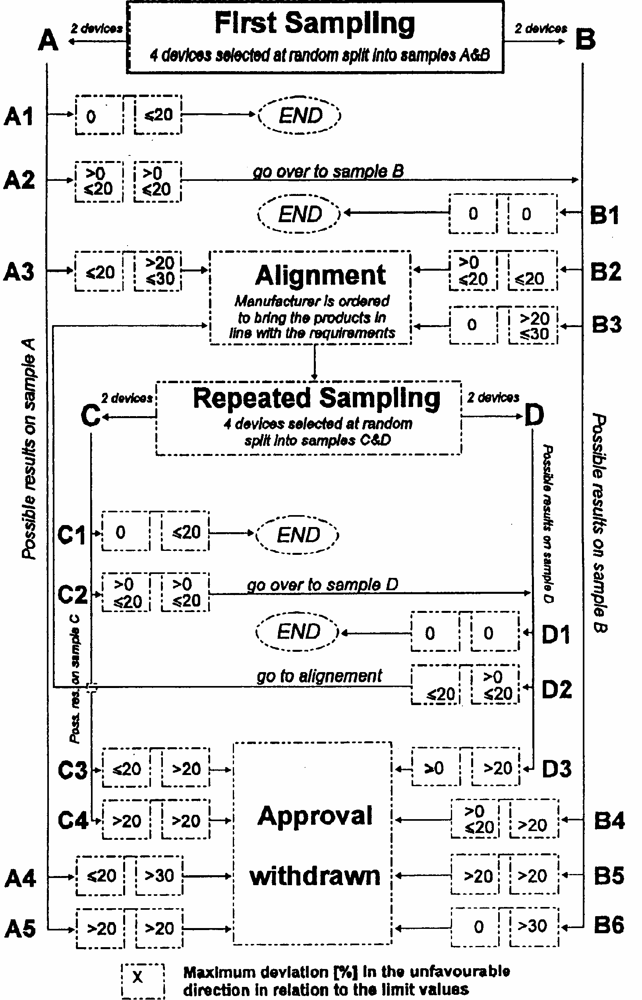 First Sampling
4 devices selected at random split into samples A&B
A
2 devices
2 devices
B
A1
0
≤20
END
A2
>0
≤20
>0
≤20
go over to sample B
END
0
0
B1
A3
≤20
>20
≤30
Alignment
Manufacturer is ordered
to bring the products in
line with the requirements
>0
≤20
≤20
B2
0
>20
≤30
B3
Possible results on sample A
Possible results on sample B
C
2 devices
Repeated Sampling
4 devices selected at random
split into samples C&D
2 devices
D
Possible results on sample D
C1
0
≤20
END
C2
>0
≤20
>0
≤20
go over to sample D
Poss. res. on sample C
END
0
0
D1
go to alignement
≤20
>0
≤20
D2
C3
≤20
>20
≥0
>20
D3
C4
>20
>20
Approval
withdrawn
>0
≤20
>20
B4
A4
≤20
>30
>20
>20
B5
A5
>20
>20
0
>30
B6
X
Maximum deviation [%] in the unfavourable
direction in relation to the limit values